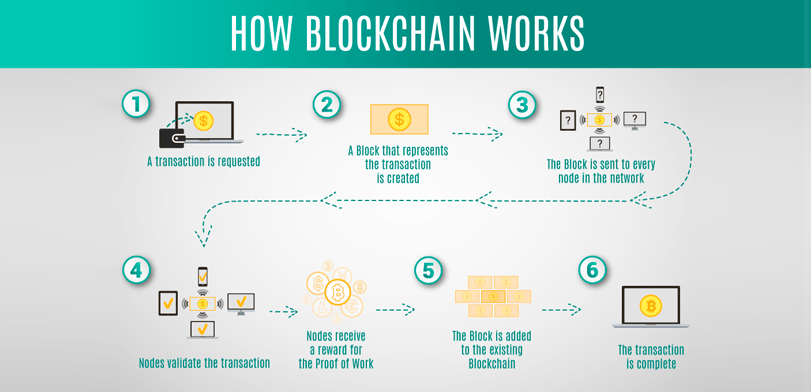 HOW BLOCKCHAIN WORKS
1
$
A transaction is requested
2
$
A Block that represents
the transaction
is created
3
?
?
$
?
?
The Block is sent to every
node in the network
4
$
Nodes validate the transaction
Nodes receive
a reward for
the Proof of Work
5
The Block is added
to the existing
Blockchain
6
The transaction
is complete